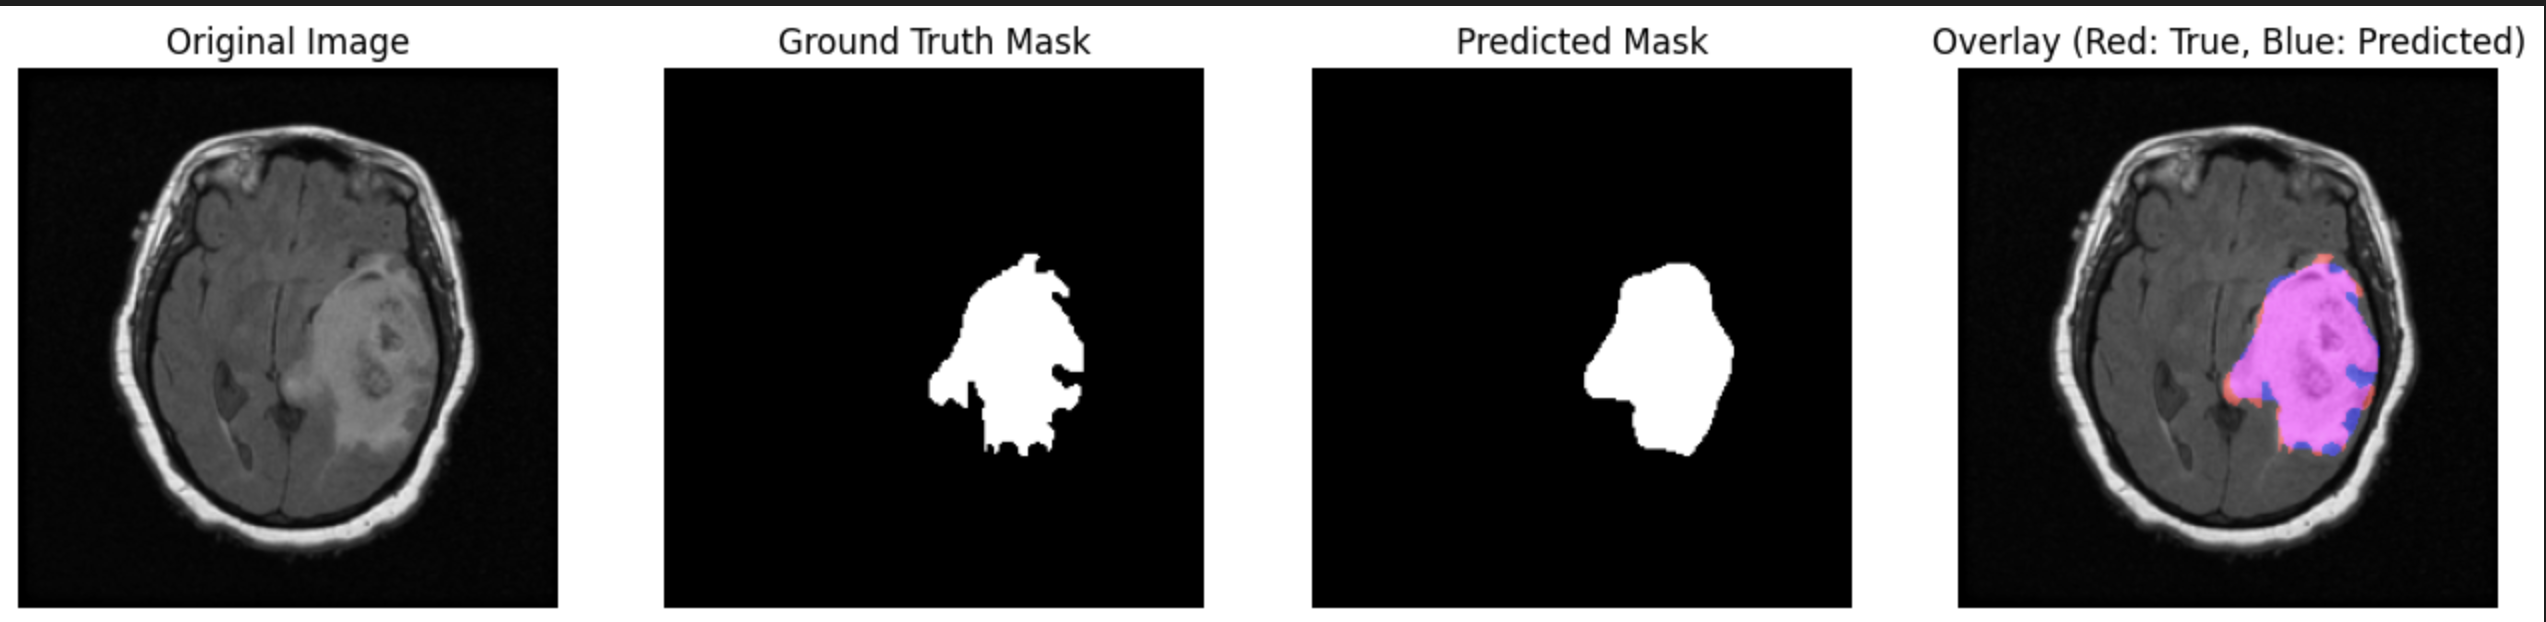 Original Image
Ground Truth Mask
Predicted Mask
Overlay (Red: True, Blue: Predicted)